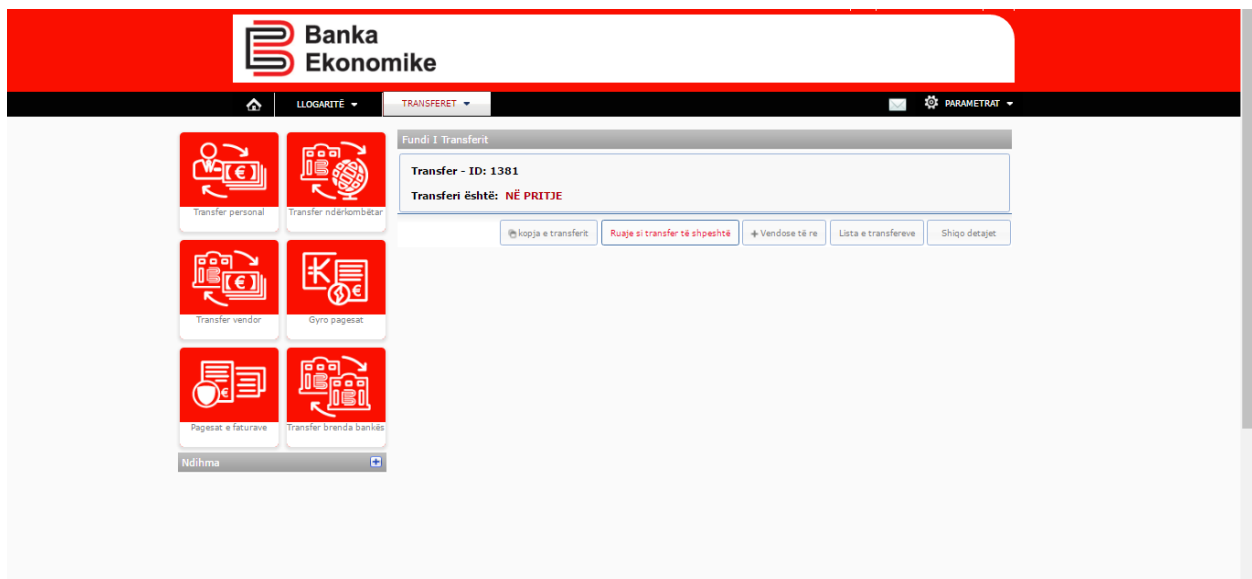 Banka
Ekonomike
LLOGARITË
TRANSFERET
PARAMETRAT
Transfer personal
Transfer ndërkombëtar
Transfer vendor
Gyro pagesat
Pagesat e faturave
Transfer brenda bankës
Ndihma
Fundi I Transferit
Transfer - ID: 1381
Transferi është: NË PRITJE
kopja e transferit
Ruaje si transfer të shpeshtë
Vendose të re
Lista e transfereve
Shiqo detajet